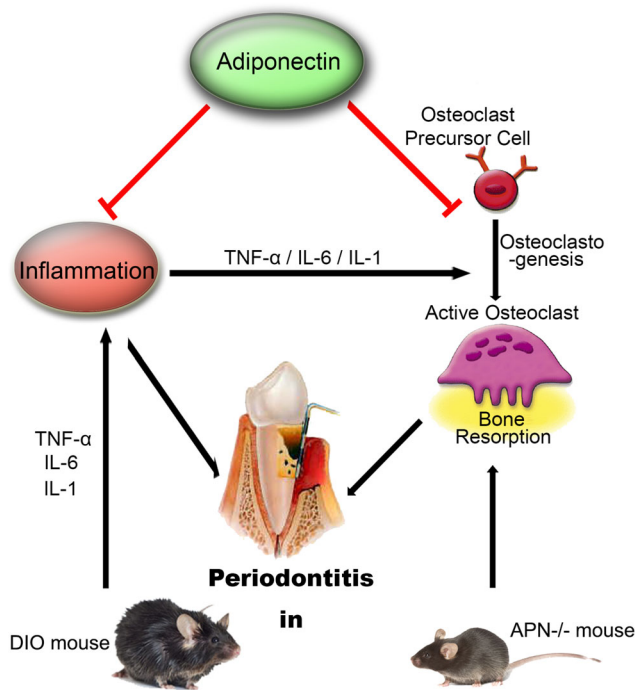 Adiponectin
Osteoclast
Precursor Cell
Inflammation
TNF-α / IL-6 / IL-1
Osteoclasto
-genesis
Active Osteoclast
Bone
Resorption
TNF-α
IL-6
IL-1
Periodontitis
in
DIO mouse
APN-/- mouse